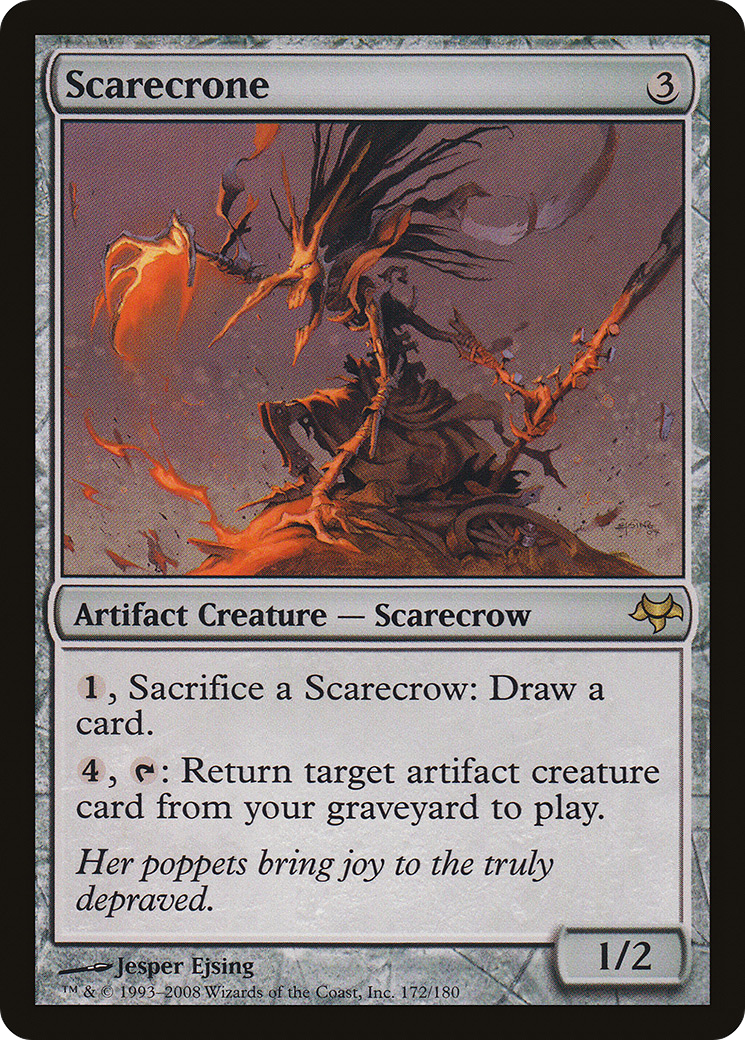 Scarecrone 3
EJSING
Artifact Creature — Scarecrow
1, Sacrifice a Scarecrow: Draw a
card.
4, : Return target artifact creature
card from your graveyard to play.
Her poppets bring joy to the truly
depraved.
1/2
Jesper Ejsing
™ & © 1993–2008 Wizards of the Coast, Inc. 172/180